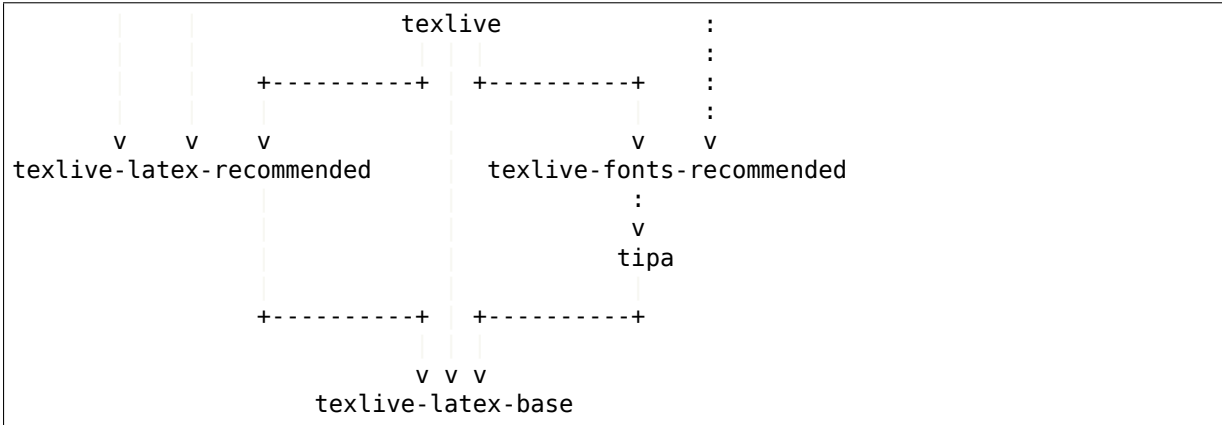 |    |              texlive              :
|    |               | | |               :
|    |    +----------+ | +----------+    :
|    |    |            |            |    :
v    v    v            |            v    v
texlive-latex-recommended        texlive-fonts-recommended
|            |            :
|            |            v
|            |           tipa
|            |            |
+----------+ | +----------+
| | |
v v v
texlive-latex-base